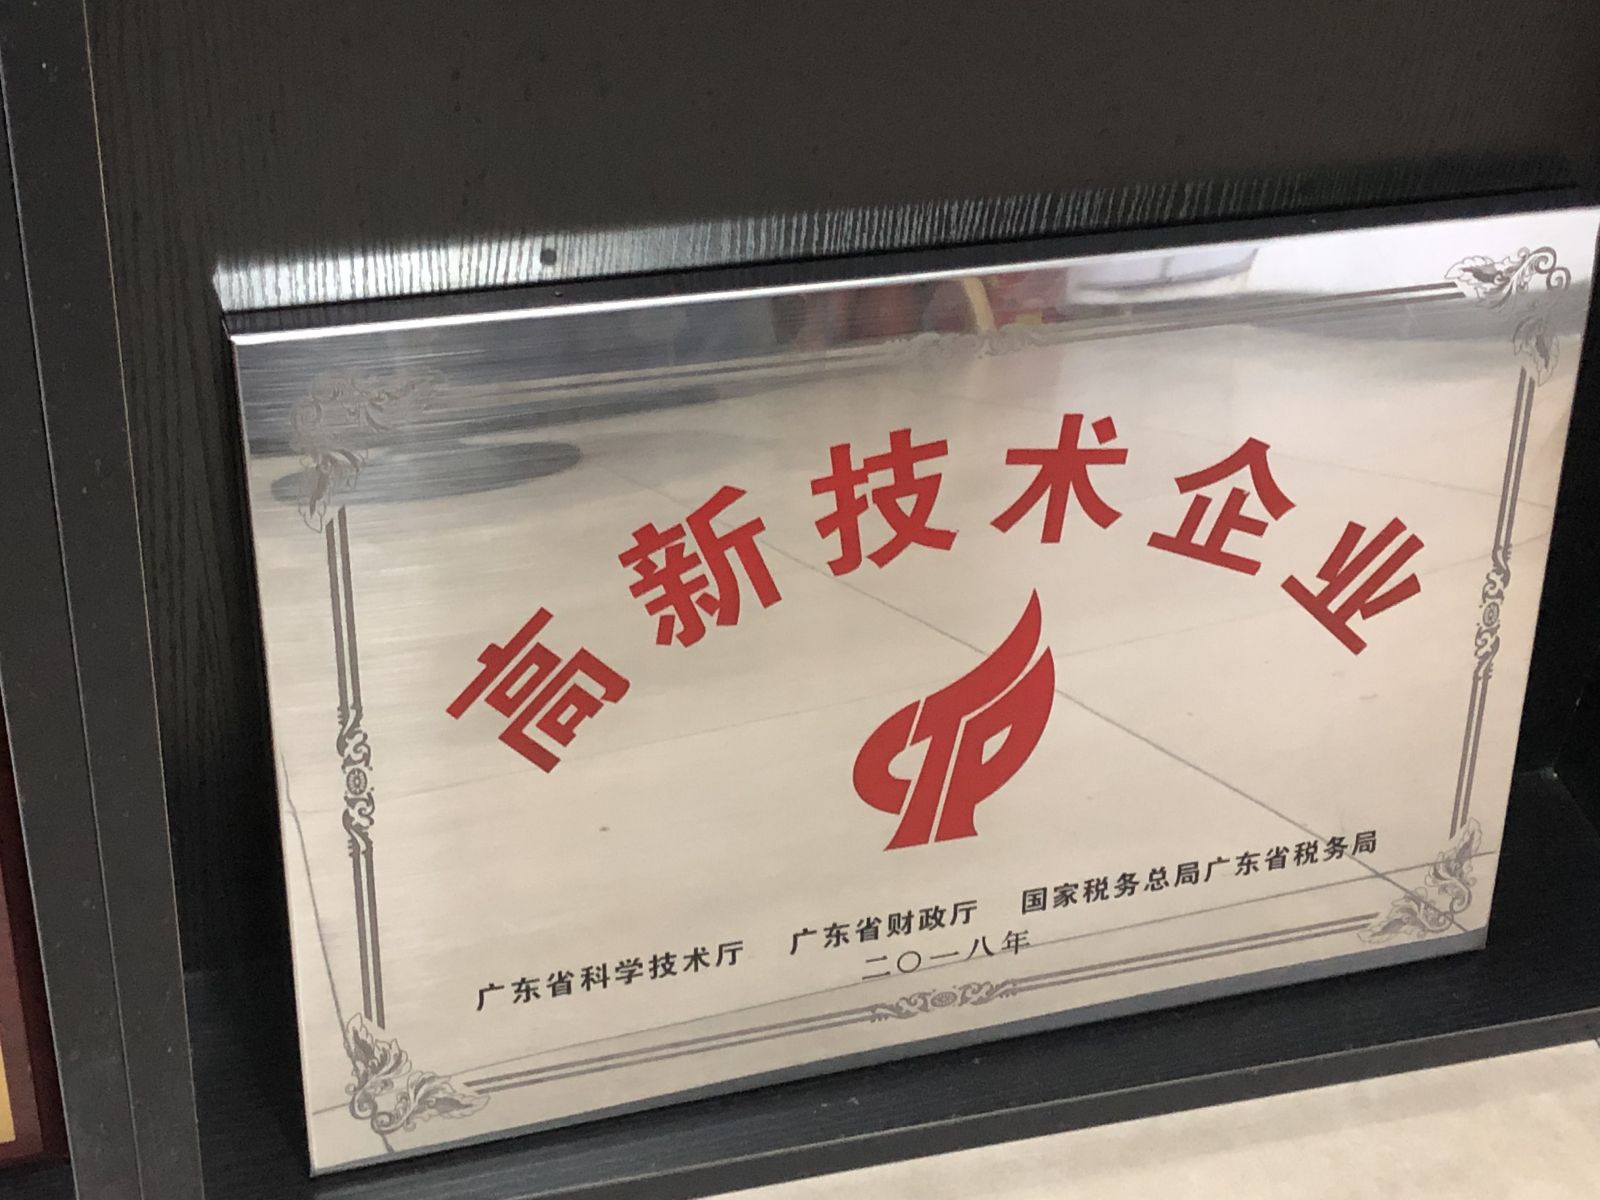 高新技术企业
广东省科学技术厅 广东省财政厅 国家税务总局广东省税务局
二〇一八年